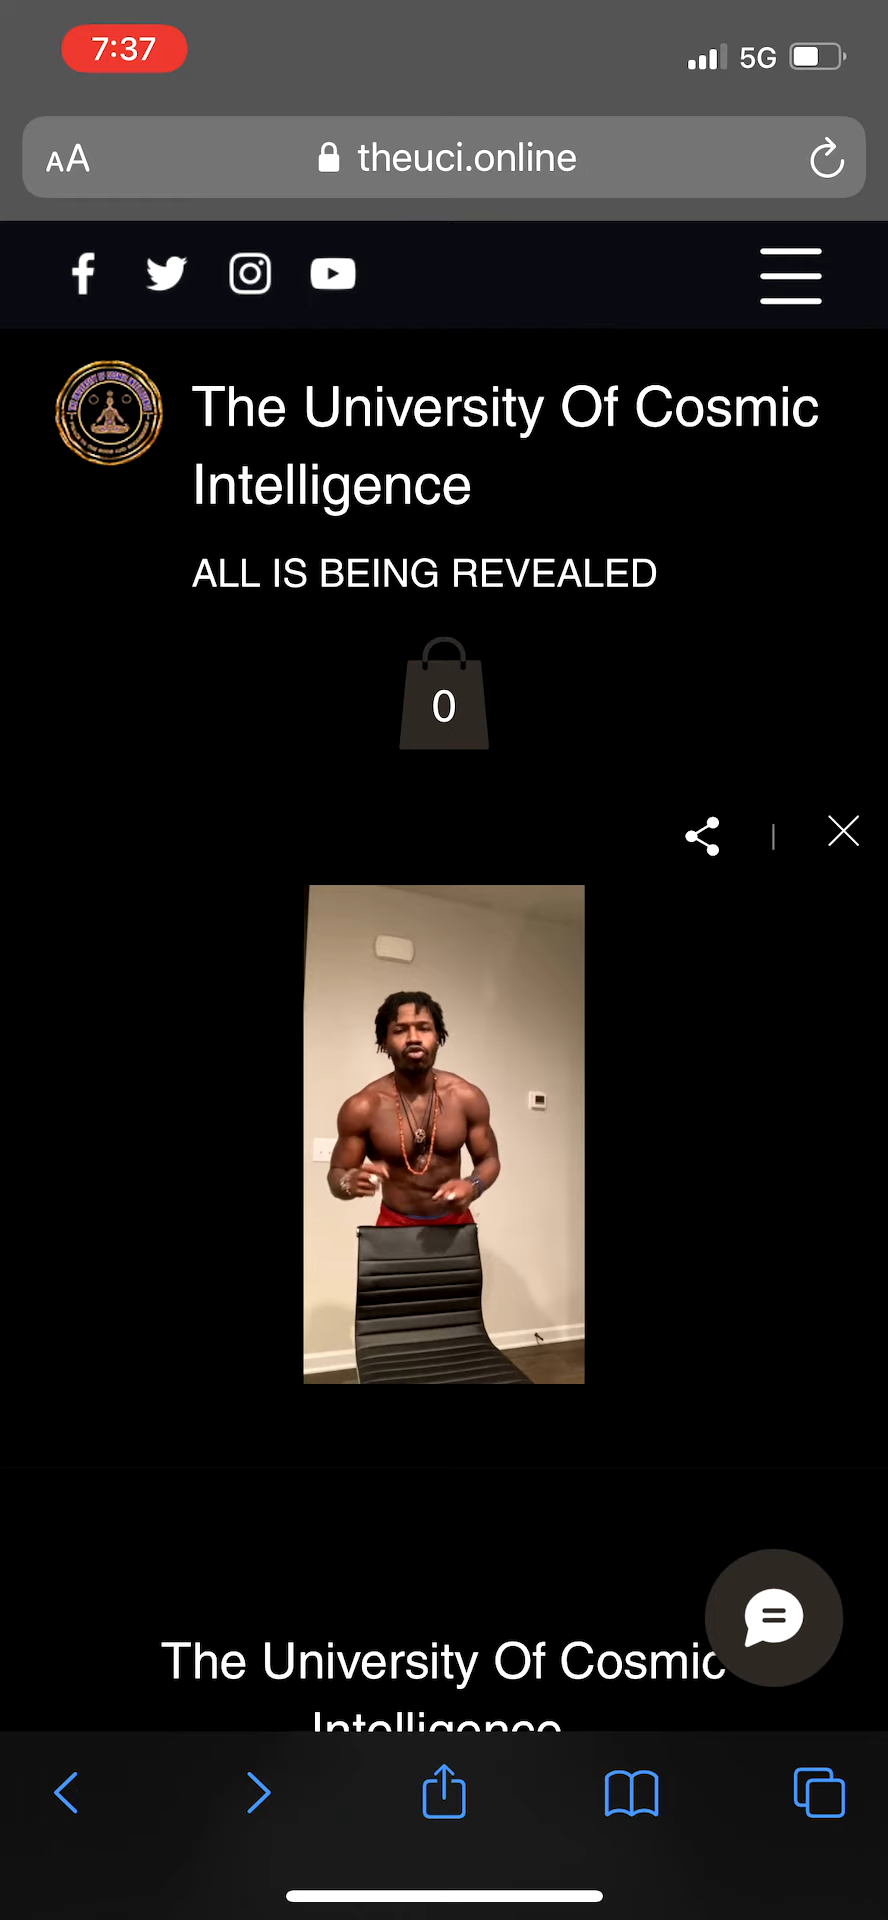 7:37
5G
AA
theuci.online
The University Of Cosmic
Intelligence
ALL IS BEING REVEALED
0
The University Of Cosmic
Intelligence